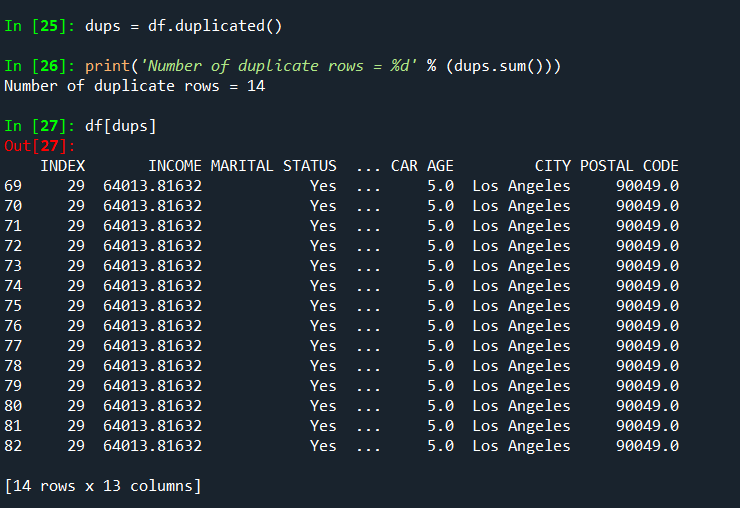 In [25]: dups = df.duplicated()
In [26]: print('Number of duplicate rows = %d' % (dups.sum()))
Number of duplicate rows = 14
In [27]: df[dups]
Out[27]:
INDEX INCOME MARITAL STATUS ... CAR AGE CITY POSTAL CODE
69 29 64013.81632 Yes ... 5.0 Los Angeles 90049.0
70 29 64013.81632 Yes ... 5.0 Los Angeles 90049.0
71 29 64013.81632 Yes ... 5.0 Los Angeles 90049.0
72 29 64013.81632 Yes ... 5.0 Los Angeles 90049.0
73 29 64013.81632 Yes ... 5.0 Los Angeles 90049.0
74 29 64013.81632 Yes ... 5.0 Los Angeles 90049.0
75 29 64013.81632 Yes ... 5.0 Los Angeles 90049.0
76 29 64013.81632 Yes ... 5.0 Los Angeles 90049.0
77 29 64013.81632 Yes ... 5.0 Los Angeles 90049.0
78 29 64013.81632 Yes ... 5.0 Los Angeles 90049.0
79 29 64013.81632 Yes ... 5.0 Los Angeles 90049.0
80 29 64013.81632 Yes ... 5.0 Los Angeles 90049.0
81 29 64013.81632 Yes ... 5.0 Los Angeles 90049.0
82 29 64013.81632 Yes ... 5.0 Los Angeles 90049.0
[14 rows x 13 columns]